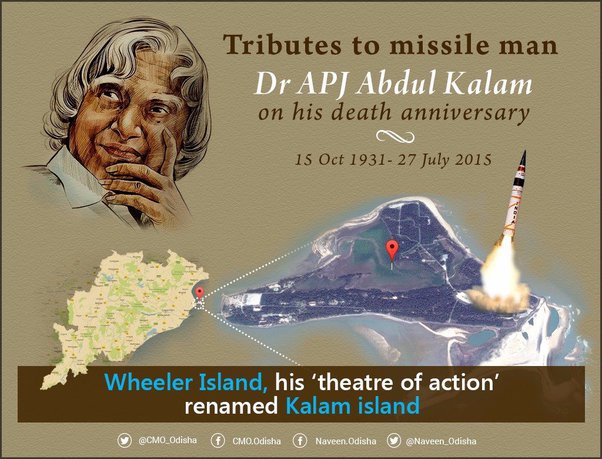 Tributes to missile man
Dr APJ Abdul Kalam
on his death anniversary
15 Oct 1931- 27 July 2015
Wheeler Island, his ‘theatre of action’
renamed Kalam island
@CMO_Odisha CMO.Odisha Naveen.Odisha @Naveen_Odisha